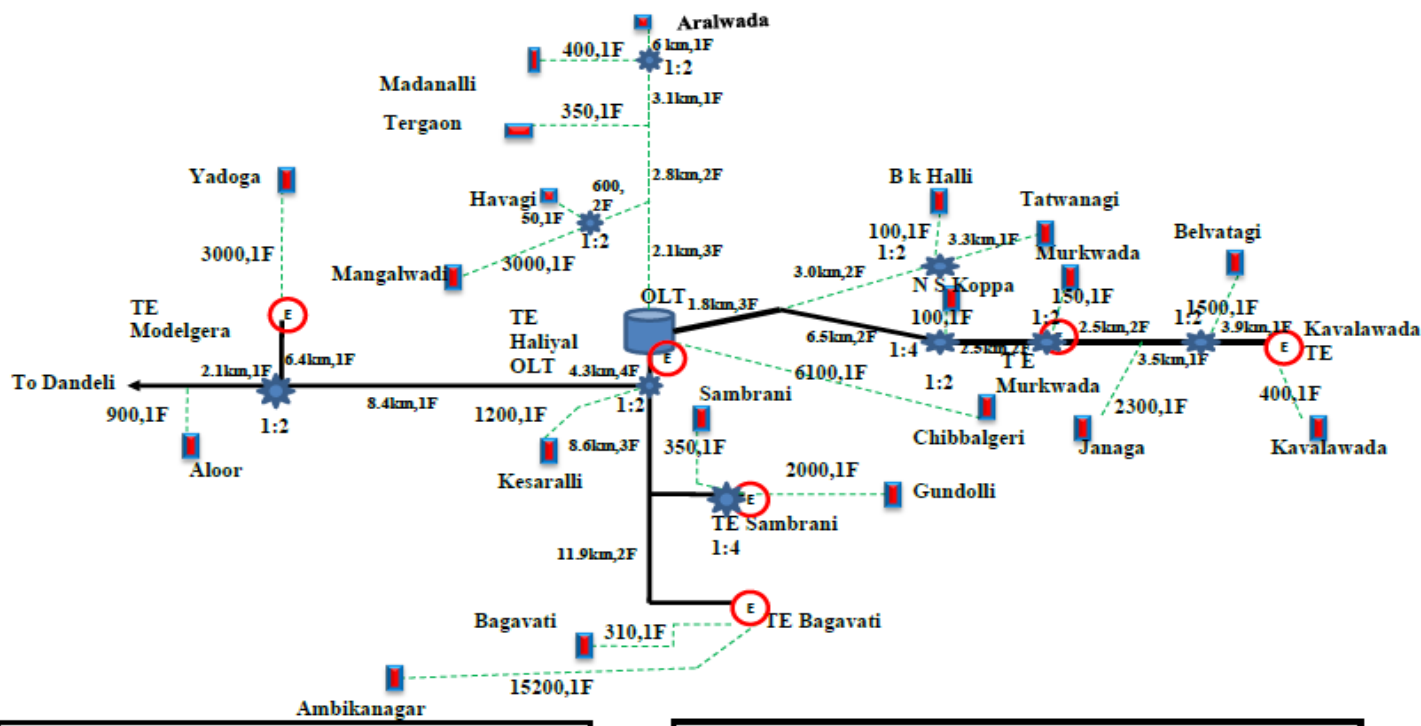 Aralwada
6 km,1F
400,1F
1:2
Madanalli
3.1km,1F
350,1F
Tergaon
Yadoga
2.8km,2F
B k Halli
Havagi
600,
2F
Tatwanagi
50,1F
100,1F
3.3km,1F
Belvatagi
1:2
1:2
3000,1F
2.1km,3F
Murkwada
Mangalwadi
3000,1F
3.0km,2F
N S Koppa
150,1F
OLT
1.8km,3F
TE
Modelgera
E
TE
Haliyal
OLT
100,1F
1:2
2.5km,2F
1:2
1500,1F
3.9km,1F
Kavalawada
TE
6.5km,2F
1:4
2.5km,2F
3.5km,1F
E
E
6.4km,1F
TE
Murkwada
To Dandeli
2.1km,1F
4.3km,4F
6100,1F
1:2
900,1F
8.4km,1F
1200,1F
1:2
Sambrani
2300,1F
400,1F
1:2
Chibbalgeri
Janaga
Kavalawada
Aloor
8.6km,3F
350,1F
Kesaralli
2000,1F
Gundolli
E
TE Sambrani
1:4
11.9km,2F
E
Bagavati
310,1F
TE Bagavati
15200,1F
Ambikanagar